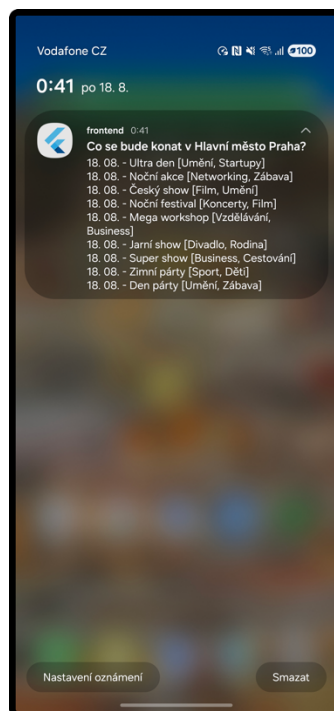 Vodafone CZ
100
0:41 po 18. 8.
frontend 0:41
Co se bude konat v Hlavní město Praha?
18. 08. - Ultra den [Umění, Startupy]
18. 08. - Noční akce [Networking, Zábava]
18. 08. - Český show [Film, Umění]
18. 08. - Noční festival [Koncerty, Film]
18. 08. - Mega workshop [Vzdělávání,
Business]
18. 08. - Jarní show [Divadlo, Rodina]
18. 08. - Super show [Business, Cestování]
18. 08. - Zimní párty [Sport, Děti]
18. 08. - Den párty [Umění, Zábava]
Nastavení oznámení
Smazat